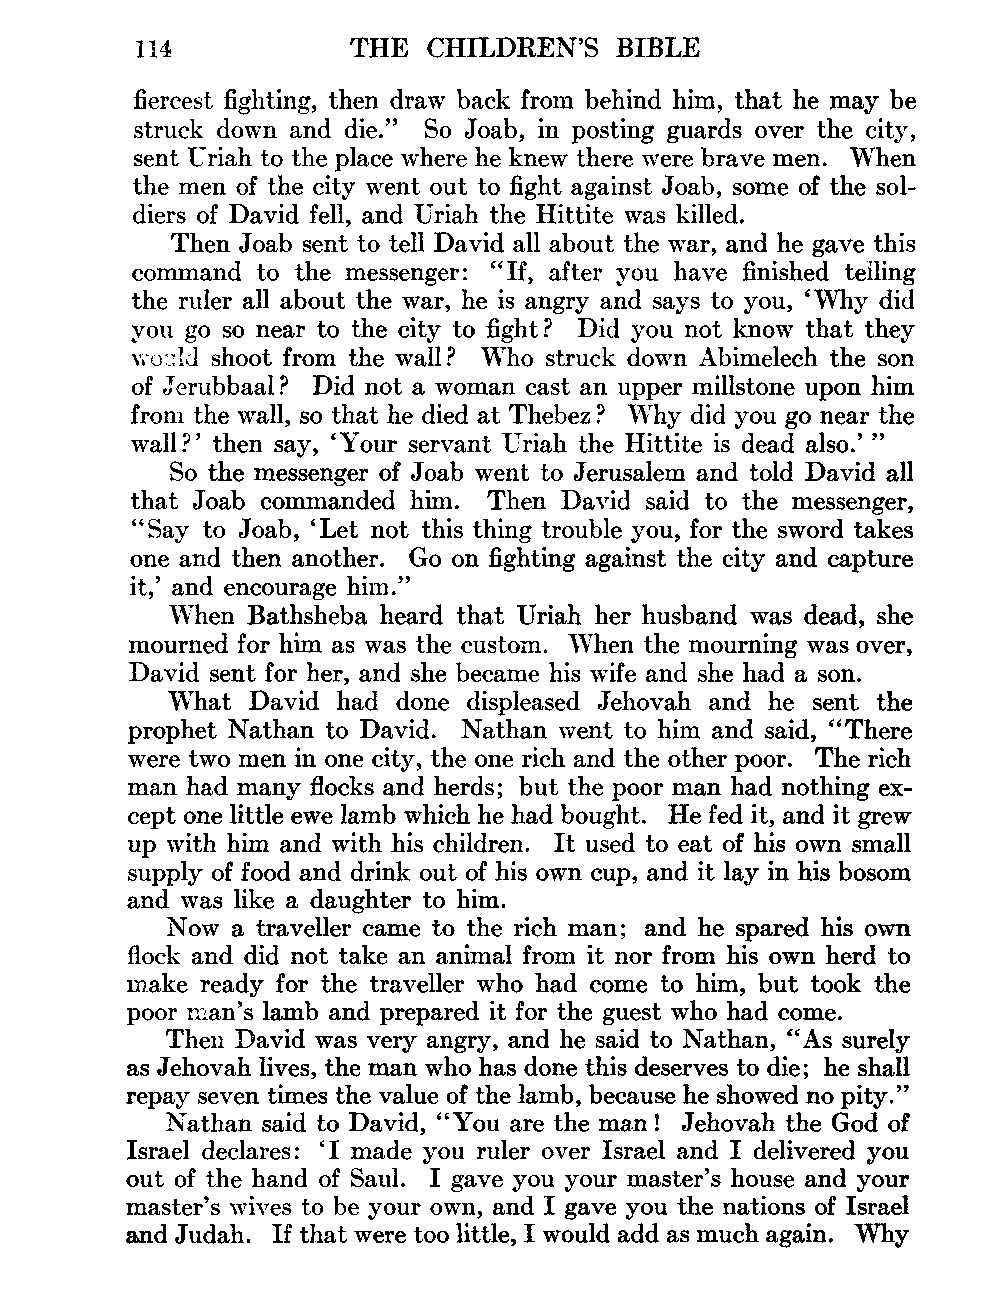 114 THE CHILDREN'S BIBLE
fiercest fighting, then draw back from behind him, that he may be
struck down and die.” So Joab, in posting guards over the city,
sent Uriah to the place where he knew there were brave men. When
the men of the city went out to fight against Joab, some of the sol-
diers of David fell, and Uriah the Hittite was killed.
Then Joab sent to tell David all about the war, and he gave this
command to the messenger: “If, after you have finished telling
the ruler all about the war, he is angry and says to you, ‘Why did
you go so near to the city to fight? Did you not know that they
would shoot from the wall? Who struck down Abimelech the son
of Jerubbaal? Did not a woman cast an upper millstone upon him
from the wall, so that he died at Thebez? Why did you go near the
wall?’ then say, ‘Your servant Uriah the Hittite is dead also.’ ”
So the messenger of Joab went to Jerusalem and told David all
that Joab commanded him. Then David said to the messenger,
“Say to Joab, ‘Let not this thing trouble you, for the sword takes
one and then another. Go on fighting against the city and capture
it,’ and encourage him.”
When Bathsheba heard that Uriah her husband was dead, she
mourned for him as was the custom. When the mourning was over,
David sent for her, and she became his wife and she had a son.
What David had done displeased Jehovah and he sent the
prophet Nathan to David. Nathan went to him and said, “There
were two men in one city, the one rich and the other poor. The rich
man had many flocks and herds; but the poor man had nothing ex-
cept one little ewe lamb which he had bought. He fed it, and it grew
up with him and with his children. It used to eat of his own small
supply of food and drink out of his own cup, and it lay in his bosom
and was like a daughter to him.
Now a traveller came to the rich man; and he spared his own
flock and did not take an animal from it nor from his own herd to
make ready for the traveller who had come to him, but took the
poor man's lamb and prepared it for the guest who had come.
Then David was very angry, and he said to Nathan, “As surely
as Jehovah lives, the man who has done this deserves to die; he shall
repay seven times the value of the lamb, because he showed no pity.”
Nathan said to David, “You are the man! Jehovah the God of
Israel declares: ‘I made you ruler over Israel and I delivered you
out of the hand of Saul. I gave you your master's house and your
master's wives to be your own, and I gave you the nations of Israel
and Judah. If that were too little, I would add as much again. Why